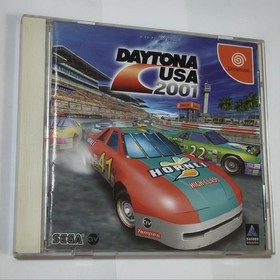 DAYTONA
USA
2001
Dreamcast
41
HORNET
22
SEGA